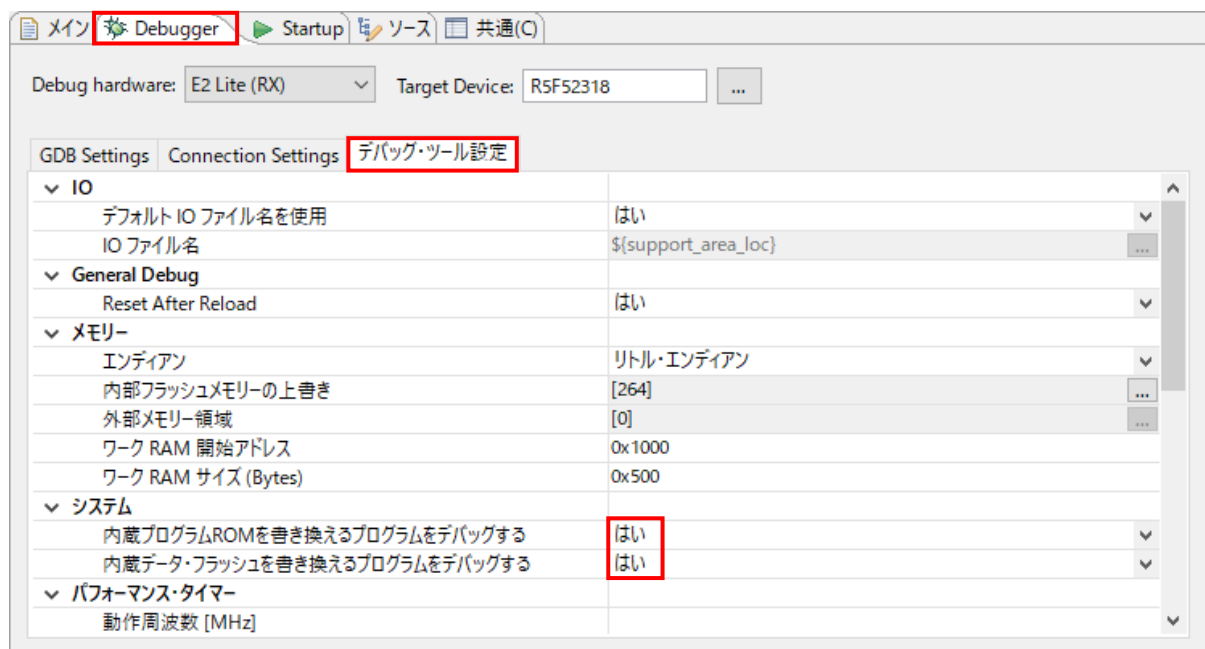 メイン Debugger Startup ソース 共通(C)
Debug hardware: E2 Lite (RX) Target Device: R5F52318 ...
GDB Settings Connection Settings デバッグ・ツール設定
IO
デフォルト IO ファイル名を使用 はい
IO ファイル名 ${support_area_loc} ...
General Debug
Reset After Reload はい
メモリー
エンディアン リトル・エンディアン
内部フラッシュメモリーの上書き [264] ...
外部メモリー領域 [0] ...
ワーク RAM 開始アドレス 0x1000
ワーク RAM サイズ (Bytes) 0x500
システム
内蔵プログラムROMを書き換えるプログラムをデバッグする はい
内蔵データ・フラッシュを書き換えるプログラムをデバッグする はい
パフォーマンス・タイマー
動作周波数 [MHz]